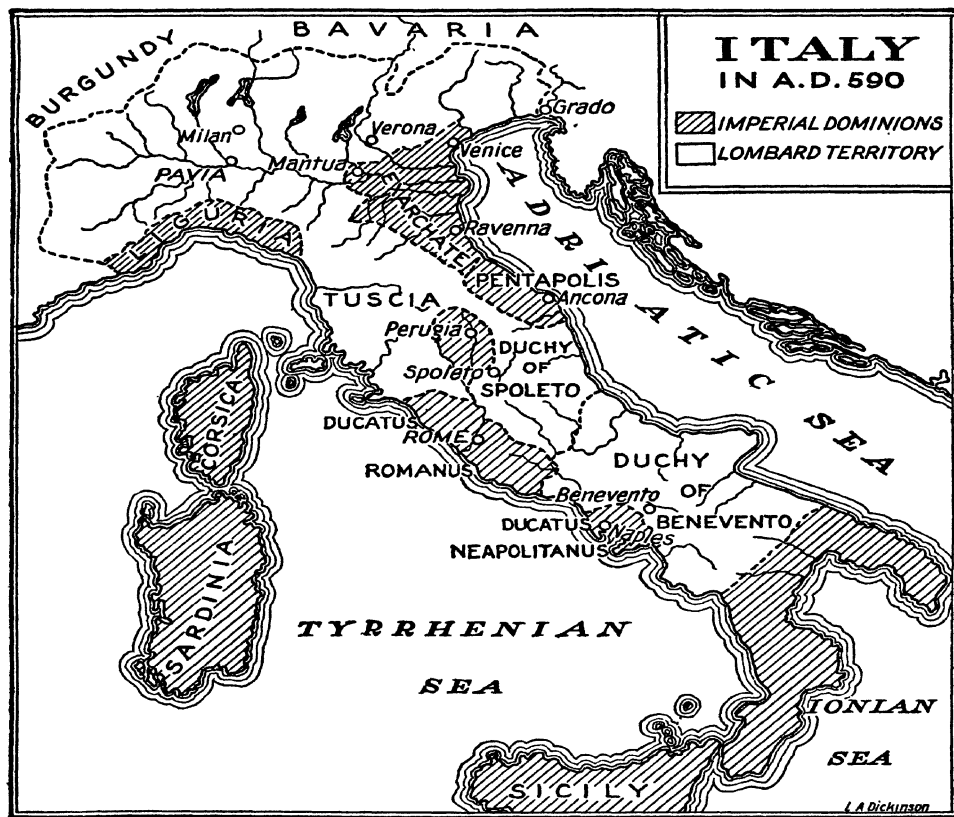 ITALY
IN A.D. 590
IMPERIAL DOMINIONS
LOMBARD TERRITORY
BURGUNDY
BAVARIA
Grado
Milan
Verona
Venice
Mantua
PAVIA
EXARCHATE
LIGURIA
Ravenna
ADRIATIC SEA
PENTAPOLIS
Ancona
TUSCIA
Perugia
DUCHY
OF
SPOLETO
Spoleto
CORSICA
DUCATUS
ROME
ROMANUS
DUCHY
OF
BENEVENTO
Benevento
DUCATUS
Naples
NEAPOLITANUS
SARDINIA
TYRRHENIAN
SEA
IONIAN
SEA
SICILY
L A Dickinson